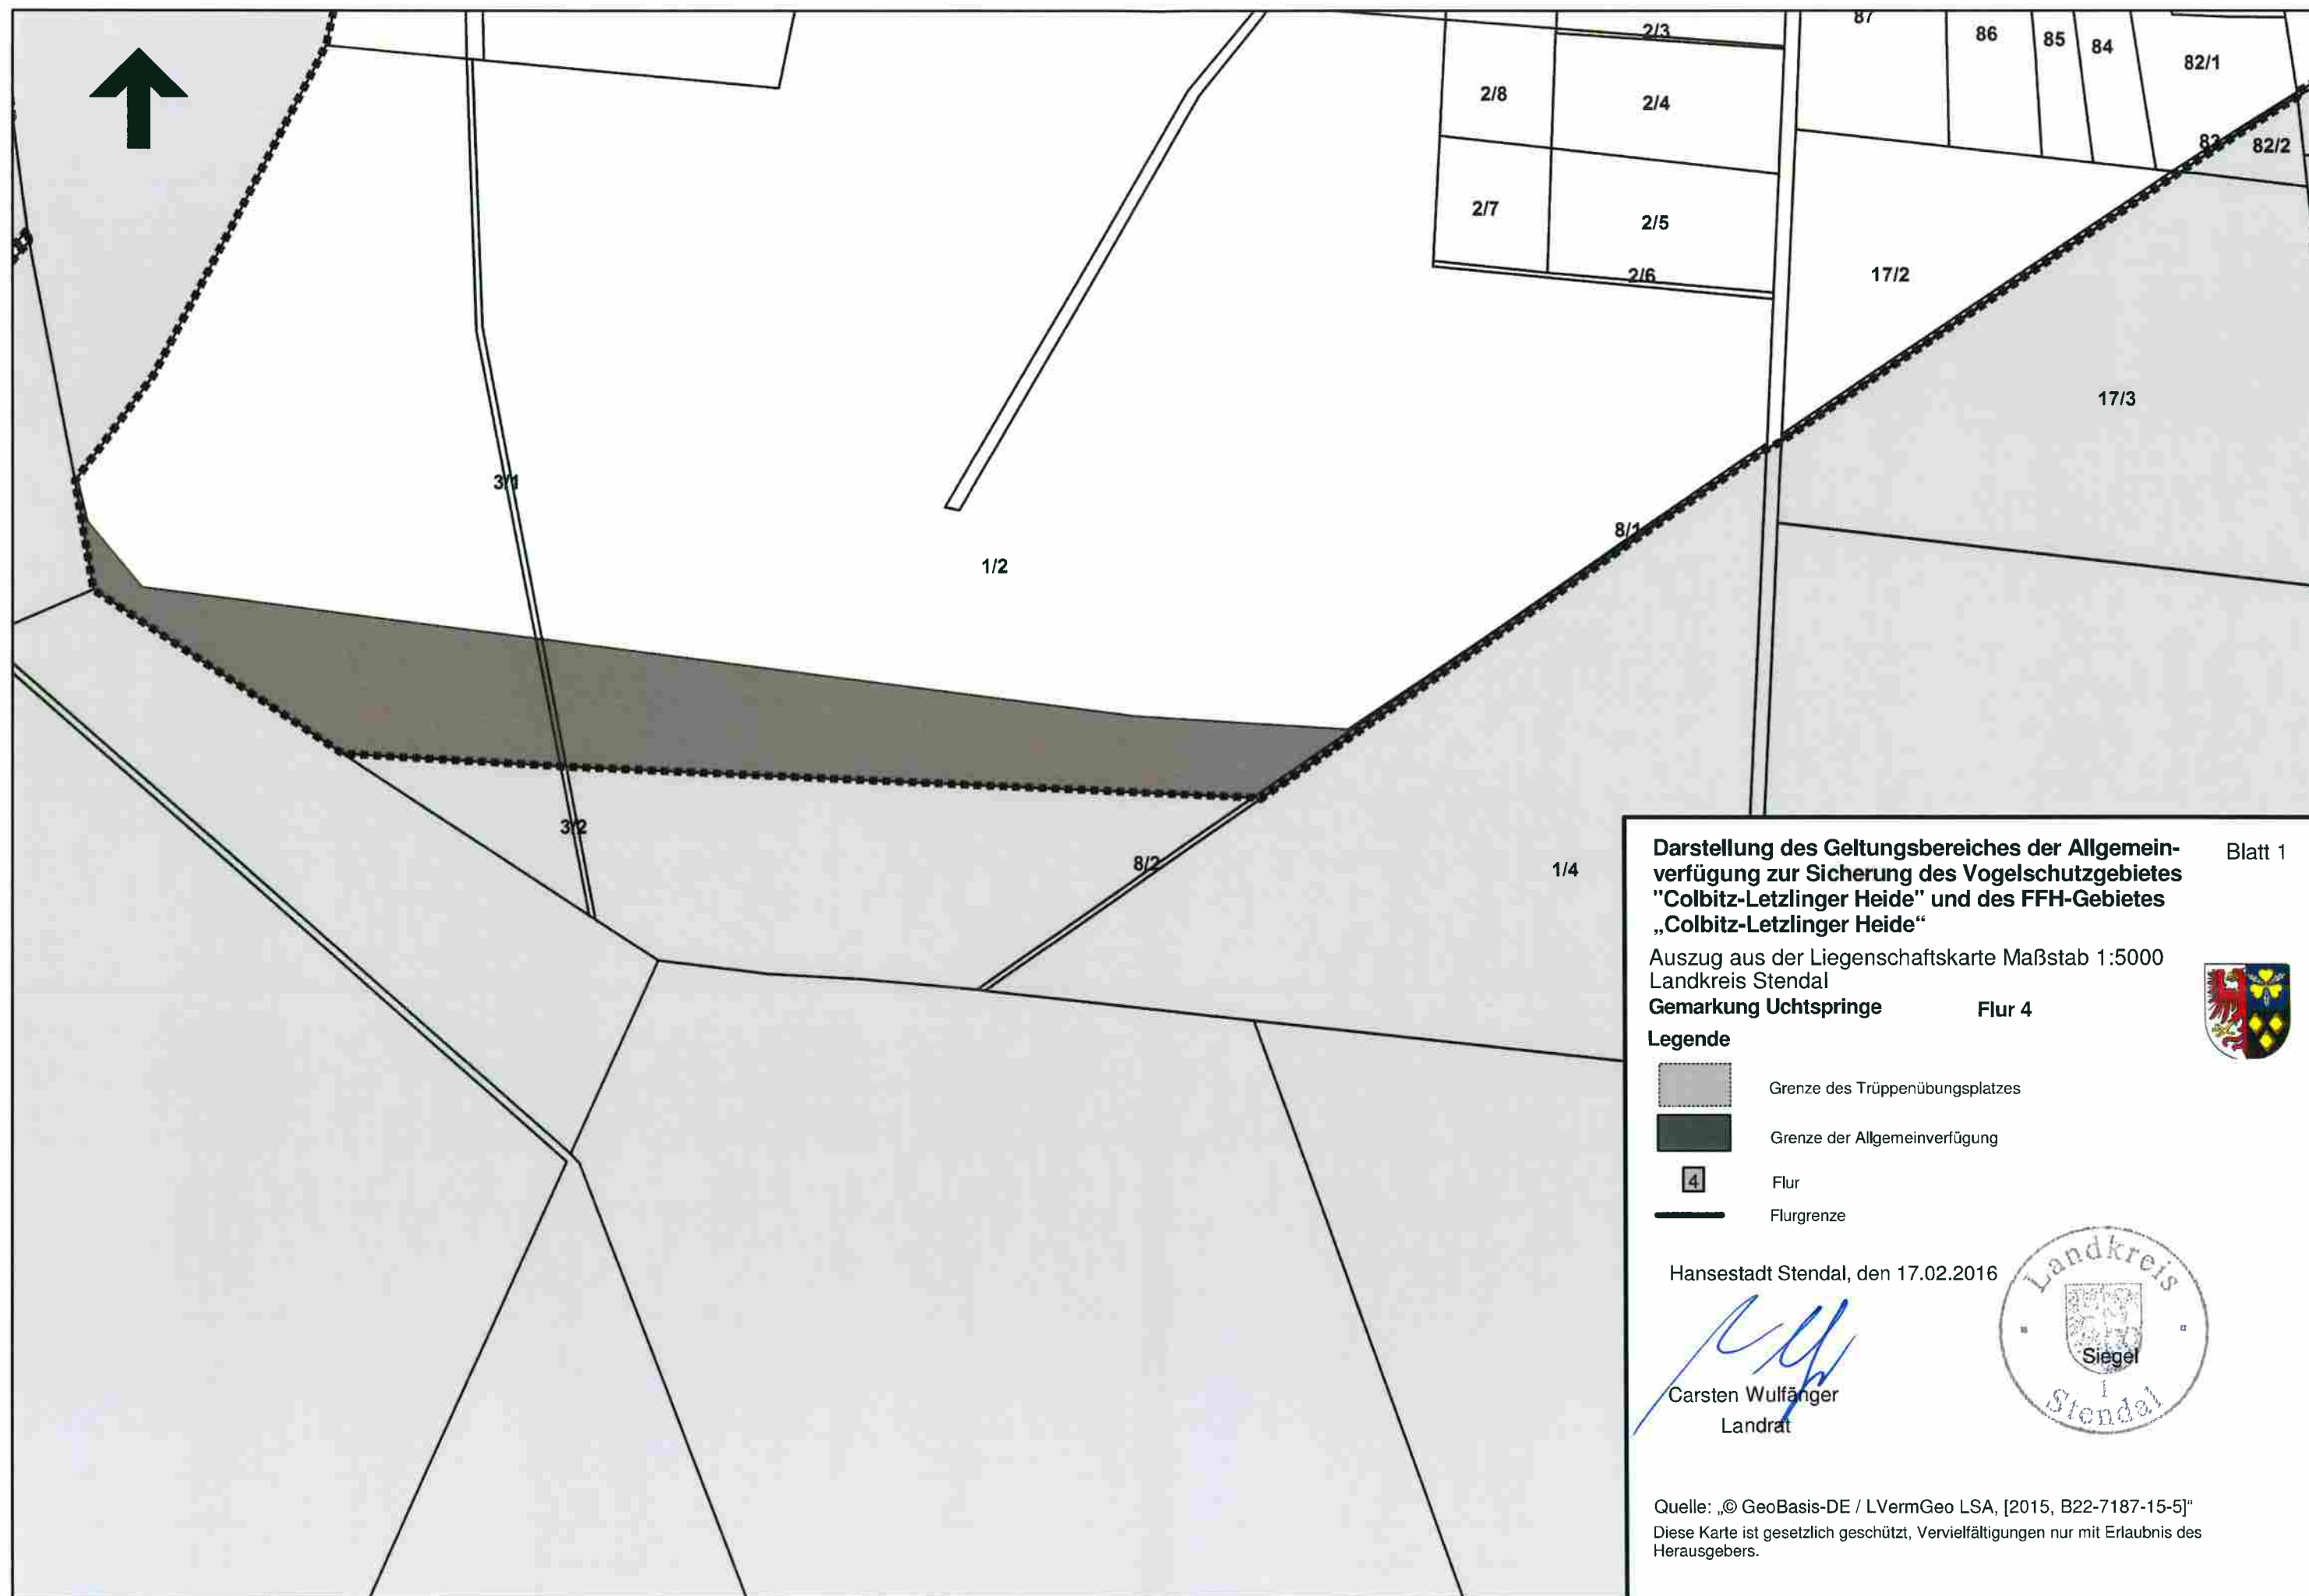 2/3
87
86
85
84
82/1
2/8
2/4
83
82/2
2/7
2/5
2/6
17/2
17/3
3/1
8/1
1/2
3/2
8/2
1/4
Darstellung des Geltungsbereiches der Allgemein-
Blatt 1
verfügung zur Sicherung des Vogelschutzgebietes
"Colbitz-Letzlinger Heide" und des FFH-Gebietes
„Colbitz-Letzlinger Heide“
Auszug aus der Liegenschaftskarte Maßstab 1:5000
Landkreis Stendal
Gemarkung Uchtspringe Flur 4
Legende
Grenze des Trüppenübungsplatzes
Grenze der Allgemeinverfügung
4 Flur
Flurgrenze
Hansestadt Stendal, den 17.02.2016
Landkreis
Siegel
1
Stendal
Carsten Wulfänger
Landrat
Quelle: „© GeoBasis-DE / LVermGeo LSA, [2015, B22-7187-15-5]“
Diese Karte ist gesetzlich geschützt, Vervielfältigungen nur mit Erlaubnis des
Herausgebers.